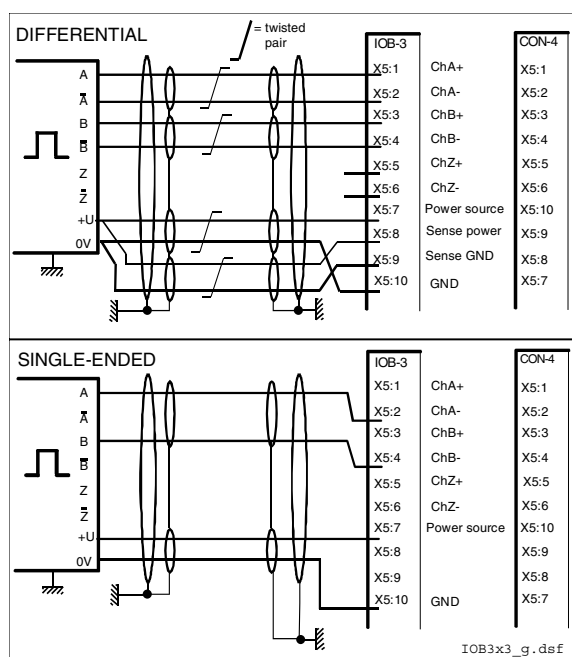 DIFFERENTIAL
= twisted
pair
IOB-3
CON-4
A
X5:1 ChA+ X5:1
A̅
X5:2 ChA- X5:2
B
X5:3 ChB+ X5:3
B̅
X5:4 ChB- X5:4
Z
X5:5 ChZ+ X5:5
Z̅
X5:6 ChZ- X5:6
+U
X5:7 Power source X5:10
0V
X5:8 Sense power X5:9
X5:9 Sense GND X5:8
X5:10 GND X5:7
SINGLE-ENDED
IOB-3
CON-4
A
X5:1 ChA+ X5:1
A̅
X5:2 ChA- X5:2
B
X5:3 ChB+ X5:3
B̅
X5:4 ChB- X5:4
Z
X5:5 ChZ+ X5:5
Z̅
X5:6 ChZ- X5:6
+U
X5:7 Power source X5:10
0V
X5:8 X5:9
X5:9 X5:8
X5:10 GND X5:7
IOB3x3_g.dsf